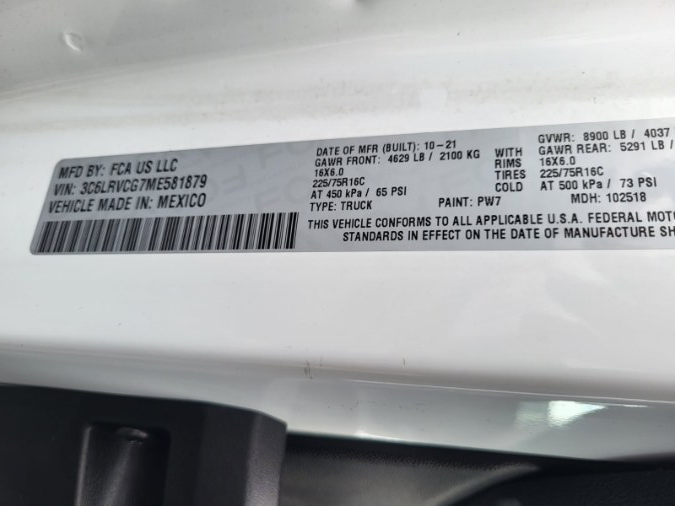 MFD BY: FCA US LLC
VIN: 3C6LRVCG7ME581879
VEHICLE MADE IN: MEXICO
DATE OF MFR (BUILT): 10-21
GAWR FRONT: 4629 LB / 2100 KG
16X6.0
225/75R16C
AT 450 kPa / 65 PSI
TYPE: TRUCK
PAINT: PW7
WITH
RIMS
TIRES
COLD
GVWR: 8900 LB / 4037
GAWR REAR: 5291 LB /
16X6.0
225/75R16C
AT 500 kPa / 73 PSI
MDH: 102518
THIS VEHICLE CONFORMS TO ALL APPLICABLE U.S.A. FEDERAL MOT
STANDARDS IN EFFECT ON THE DATE OF MANUFACTURE SH